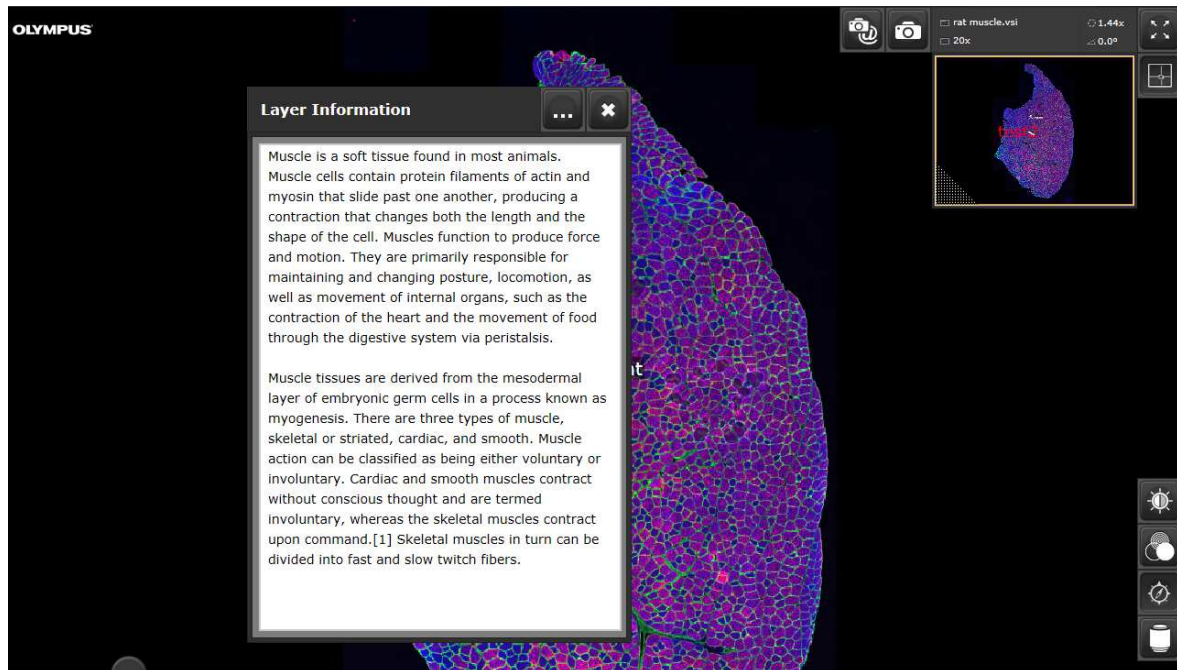 OLYMPUS
rat muscle.vsi
1.44x
20x
0.0º
Layer Information
...
Muscle is a soft tissue found in most animals.
Muscle cells contain protein filaments of actin and
myosin that slide past one another, producing a
contraction that changes both the length and the
shape of the cell. Muscles function to produce force
and motion. They are primarily responsible for
maintaining and changing posture, locomotion, as
well as movement of internal organs, such as the
contraction of the heart and the movement of food
through the digestive system via peristalsis.
Muscle tissues are derived from the mesodermal
layer of embryonic germ cells in a process known as
myogenesis. There are three types of muscle,
skeletal or striated, cardiac, and smooth. Muscle
action can be classified as being either voluntary or
involuntary. Cardiac and smooth muscles contract
without conscious thought and are termed
involuntary, whereas the skeletal muscles contract
upon command.[1] Skeletal muscles in turn can be
divided into fast and slow twitch fibers.